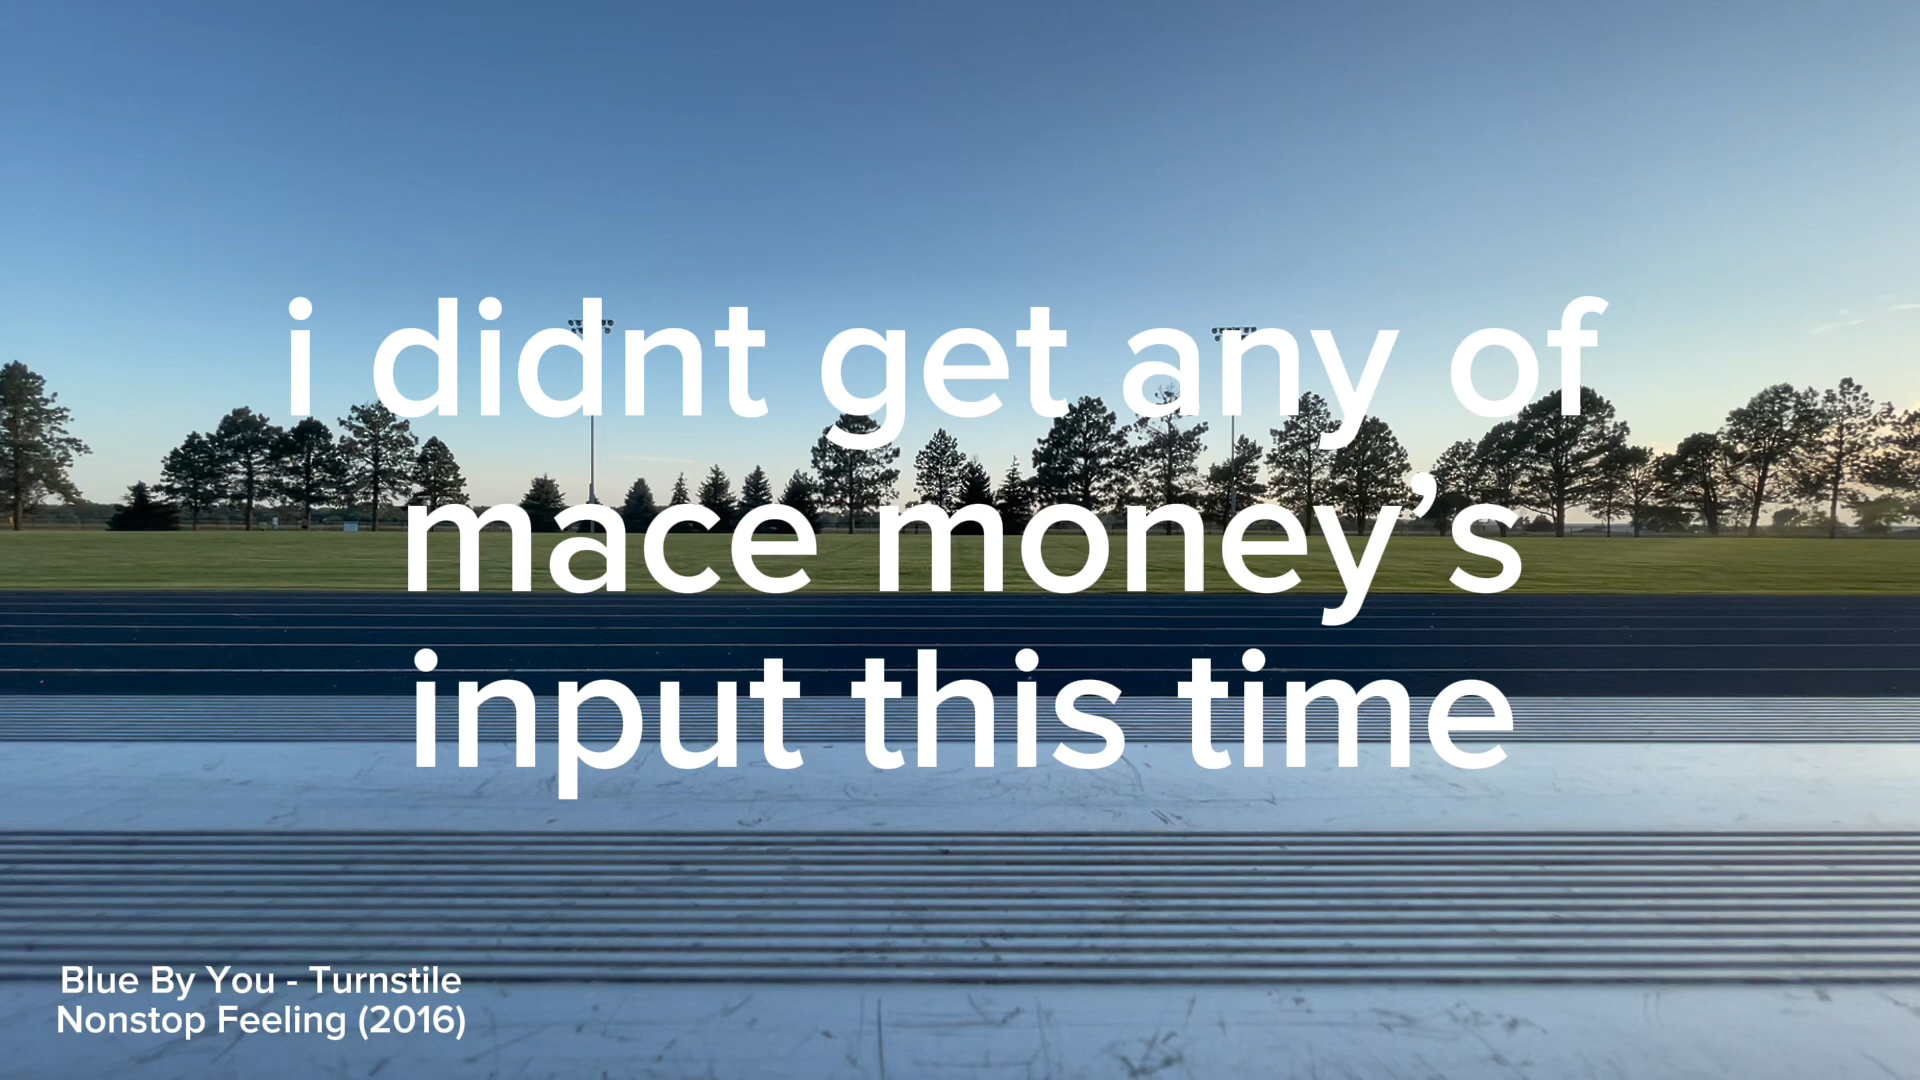 i didnt get any of
mace money’s
input this time
Blue By You - Turnstile
Nonstop Feeling (2016)